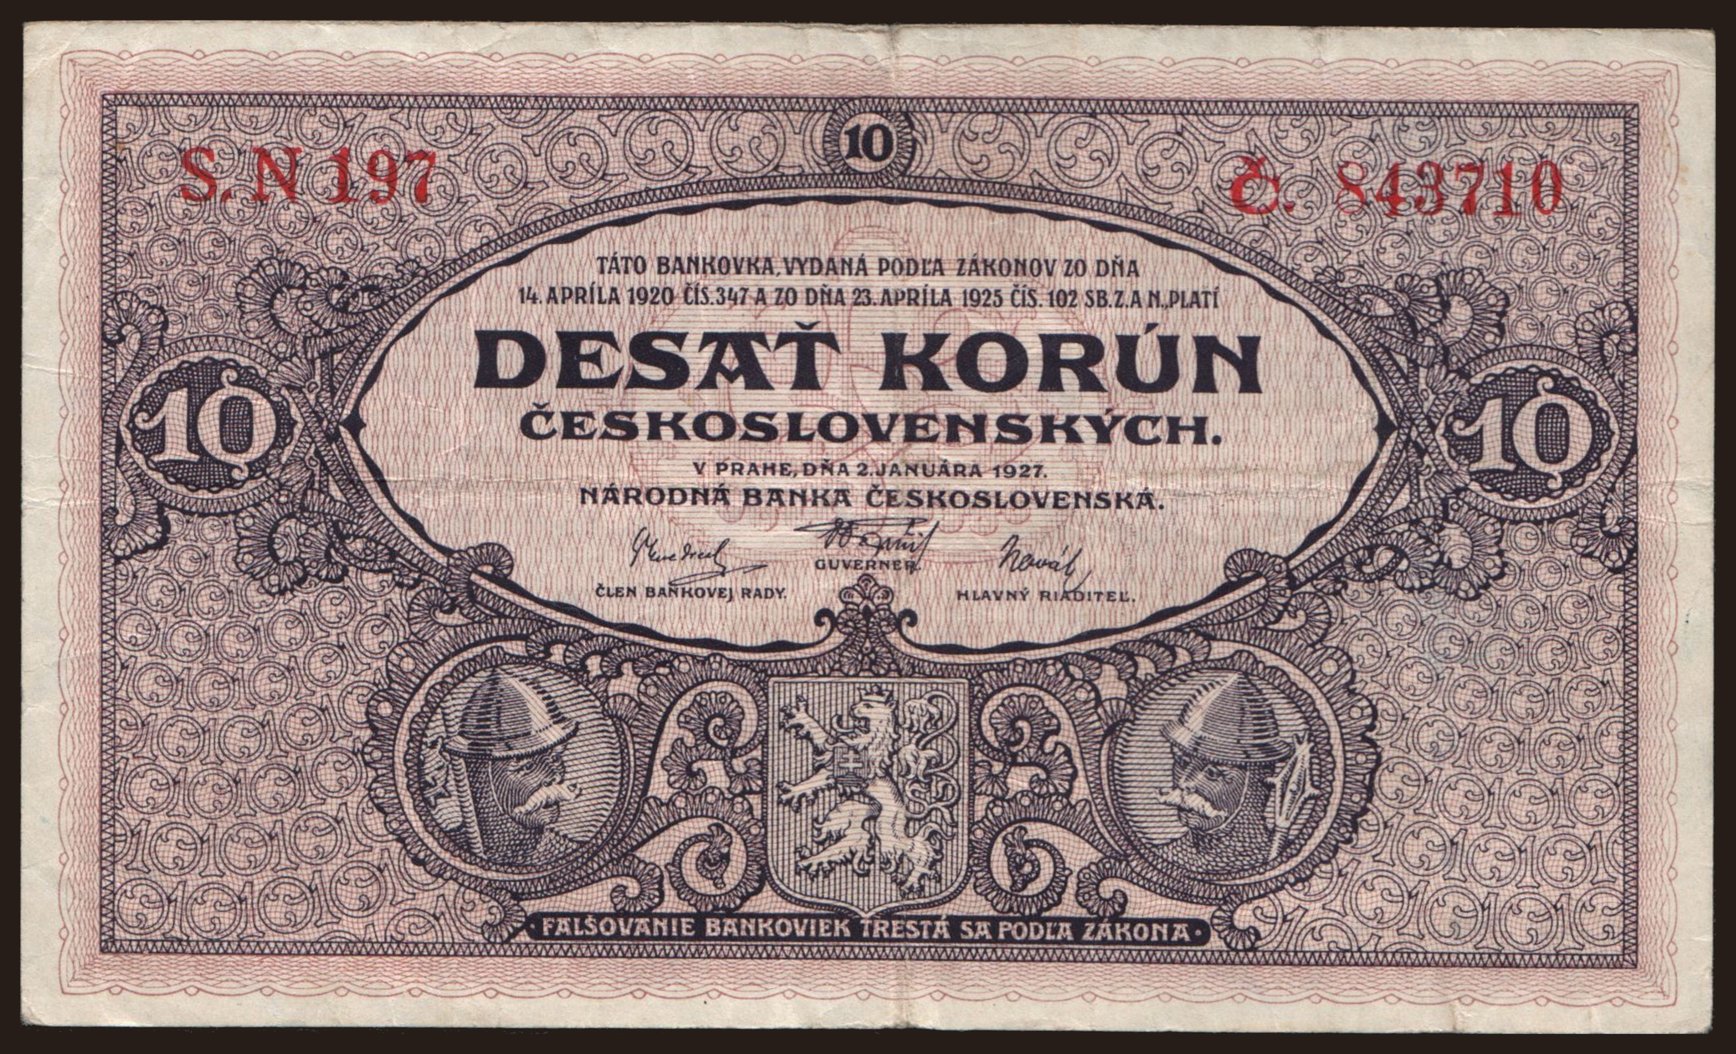 10
S. N 197
Č. 843710
TÁTO BANKOVKA, VYDANÁ PODĽA ZÁKONOV ZO DŇA
14. APRÍLA 1920 ČÍS. 347 A ZO DŇA 23. APRÍLA 1925 ČÍS. 102 SB. Z. A N., PLATÍ
DESAŤ KORÚN
ČESKOSLOVENSKÝCH.
10
10
V PRAHE, DŇA 2. JANUÁRA 1927.
NÁRODNÁ BANKA ČESKOSLOVENSKÁ.
Novák
GUVERNÉR.
ČLEN BANKOVEJ RADY.
HLAVNÝ RIADITEĽ.
FALŠOVANIE BANKOVIEK TRESTÁ SA PODĽA ZÁKONA